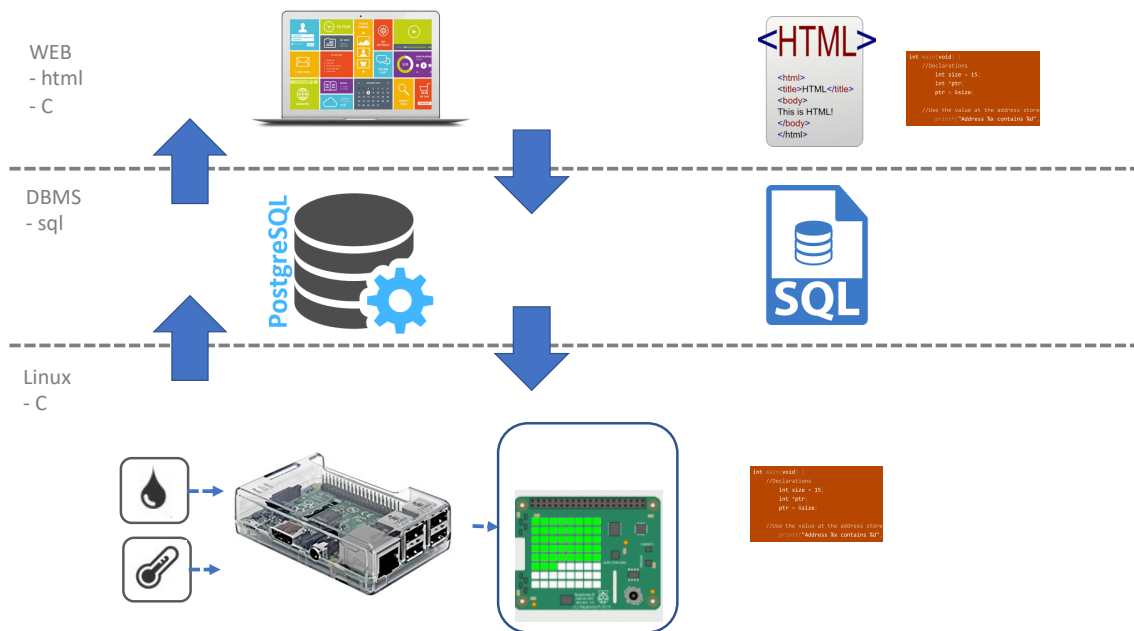 WEB
- html
- C
<HTML>
<html>
<title>HTML</title>
<body>
This is HTML!
</body>
</html>
int main(void) {
//Declarations
int size = 15;
int *ptr;
ptr = &size;
//Use the value at the address store
printf("Address %x contains %d",
DBMS
- sql
PostgreSQL
SQL
Linux
- C
int main(void) {
//Declarations
int size = 15;
int *ptr;
ptr = &size;
//Use the value at the address store
printf("Address %x contains %d",